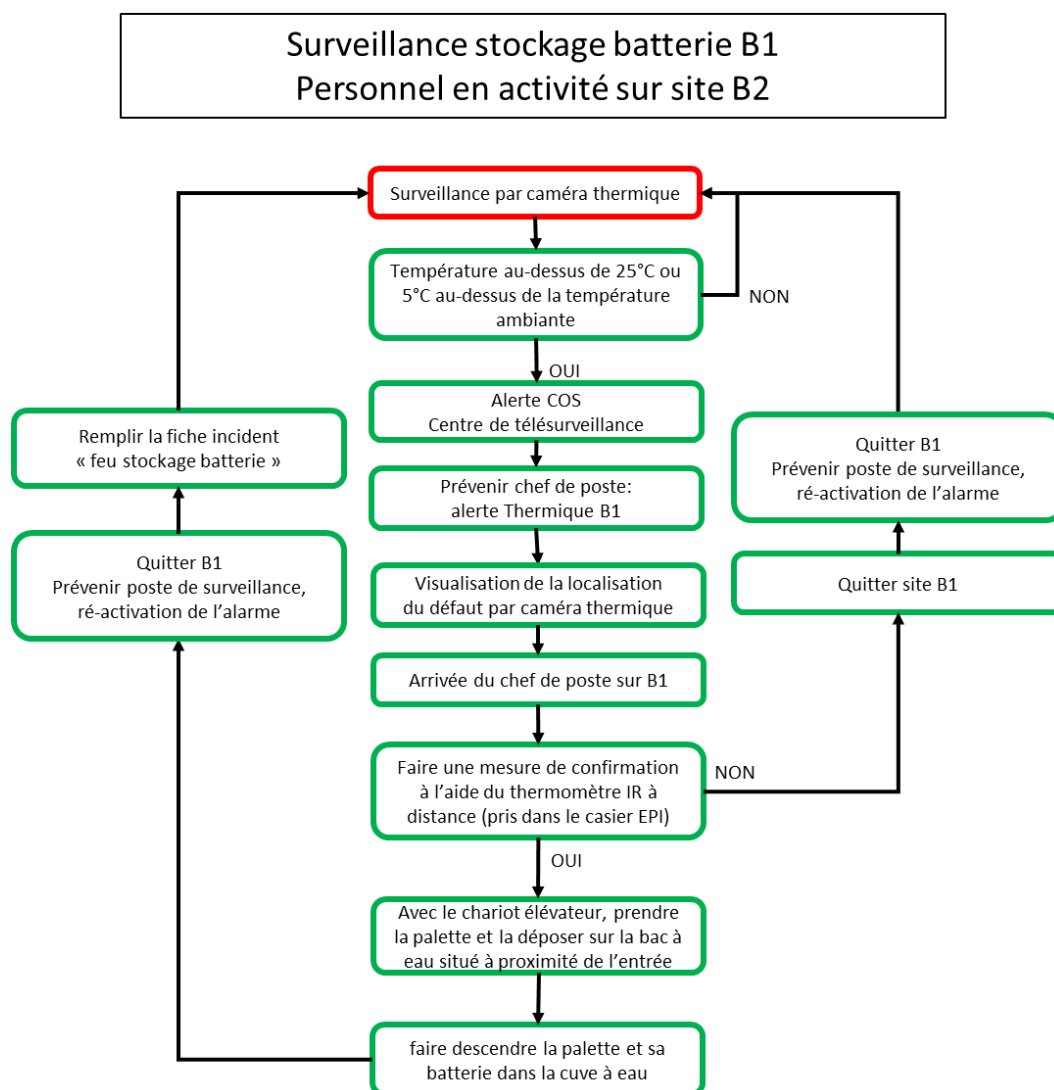 Surveillance stockage batterie B1
Personnel en activité sur site B2
Surveillance par caméra thermique
Température au-dessus de 25°C ou
5°C au-dessus de la température
ambiante
NON
OUI
Alerte COS
Centre de télésurveillance
Prévenir chef de poste:
alerte Thermique B1
Visualisation de la localisation
du défaut par caméra thermique
Arrivée du chef de poste sur B1
Faire une mesure de confirmation
à l'aide du thermomètre IR à
distance (pris dans le casier EPI)
NON
OUI
Avec le chariot élévateur, prendre
la palette et la déposer sur la bac à
eau situé à proximité de l'entrée
faire descendre la palette et sa
batterie dans la cuve à eau
Remplir la fiche incident
« feu stockage batterie »
Quitter B1
Prévenir poste de surveillance,
ré-activation de l'alarme
Quitter B1
Prévenir poste de surveillance,
ré-activation de l'alarme
Quitter site B1